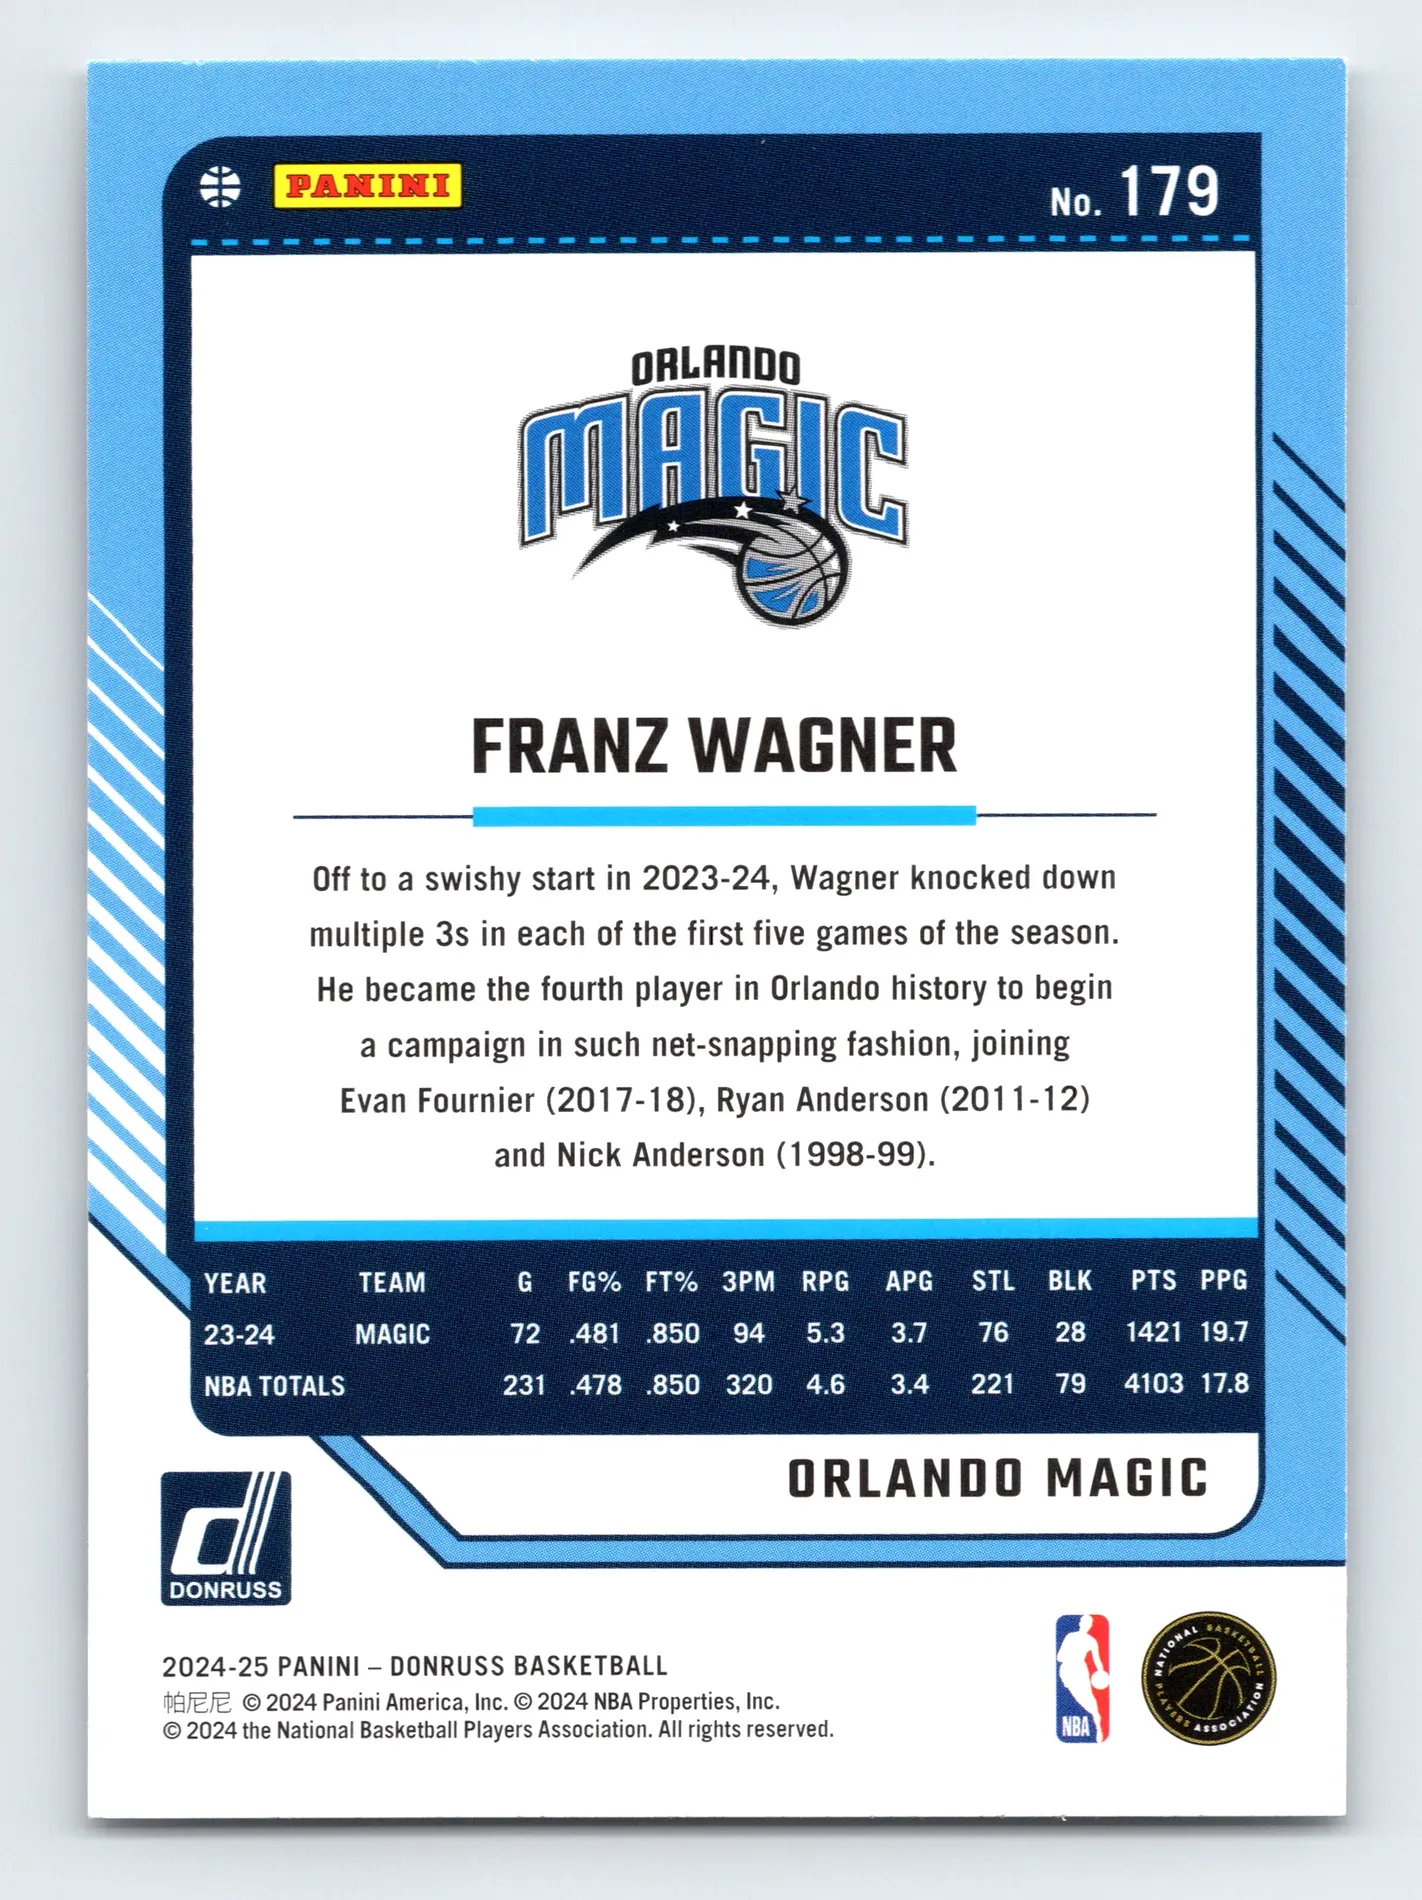 PANINI
No. 179
ORLANDO
MAGIC
FRANZ WAGNER
Off to a swishy start in 2023-24, Wagner knocked down
multiple 3s in each of the first five games of the season.
He became the fourth player in Orlando history to begin
a campaign in such net-snapping fashion, joining
Evan Fournier (2017-18), Ryan Anderson (2011-12)
and Nick Anderson (1998-99).
YEAR TEAM G FG% FT% 3PM RPG APG STL BLK PTS PPG
23-24 MAGIC 72 .481 .850 94 5.3 3.7 76 28 1421 19.7
NBA TOTALS 231 .478 .850 320 4.6 3.4 221 79 4103 17.8
ORLANDO MAGIC
d
DONRUSS
2024-25 PANINI – DONRUSS BASKETBALL
帕尼尼 © 2024 Panini America, Inc. © 2024 NBA Properties, Inc.
© 2024 the National Basketball Players Association. All rights reserved.
NBA
NATIONAL BASKETBALL PLAYERS ASSOCIATION